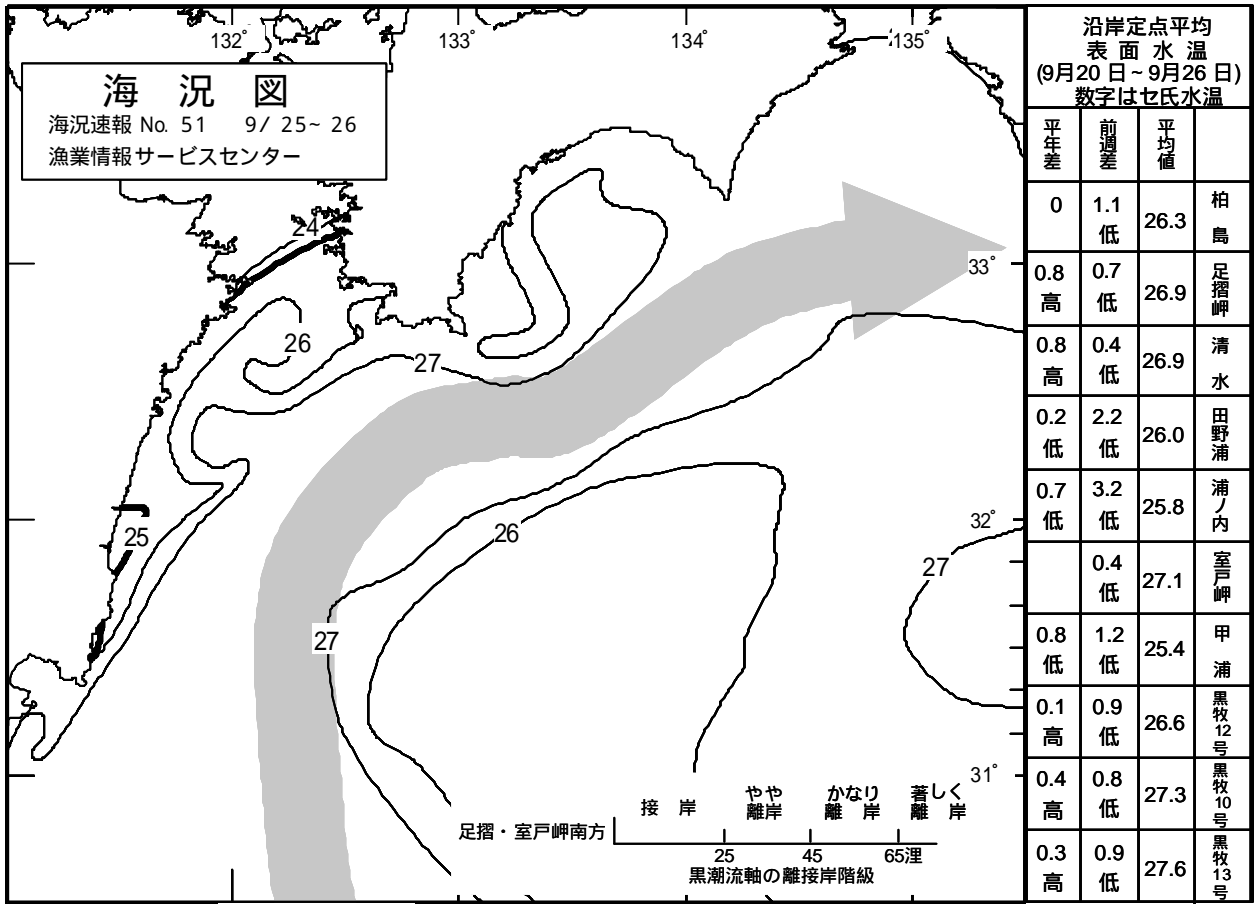 132°
133°
134°
135°
海 況 図
海況速報 No. 51 9/ 25~ 26
漁業情報サービスセンター
24
33°
26
27
25
26
32°
27
27
31°
接 岸
やや
離岸
かなり
離 岸
著しく
離 岸
足摺・室戸岬南方
25
45
65浬
黒潮流軸の離接岸階級
沿岸定点平均
表 面 水 温
(9月20 日~ 9月26 日)
数字はセ氏水温
平年差 前週差 平均値
0 1.1低 26.3 柏島
0.8高 0.7低 26.9 足摺岬
0.8高 0.4低 26.9 清水
0.2低 2.2低 26.0 田野浦
0.7低 3.2低 25.8 浦ノ内
0.4低 27.1 室戸岬
0.8低 1.2低 25.4 甲浦
0.1高 0.9低 26.6 黒牧12号
0.4高 0.8低 27.3 黒牧10号
0.3高 0.9低 27.6 黒牧13号